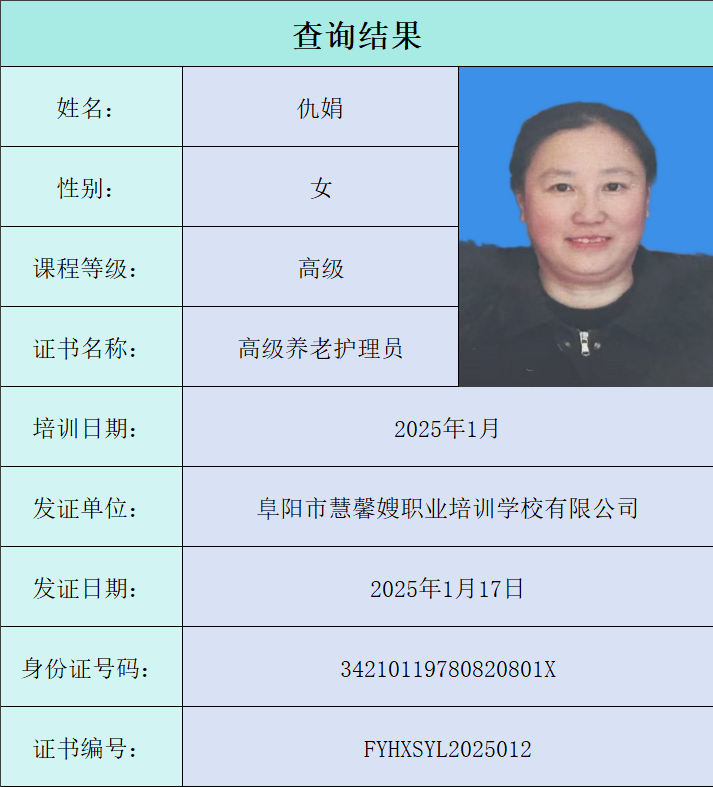 查询结果
姓名： 仇娟
性别： 女
课程等级： 高级
证书名称： 高级养老护理员
培训日期： 2025年1月
发证单位： 阜阳市慧馨嫂职业培训学校有限公司
发证日期： 2025年1月17日
身份证号码： 34210119780820801X
证书编号： FYHXSYL2025012